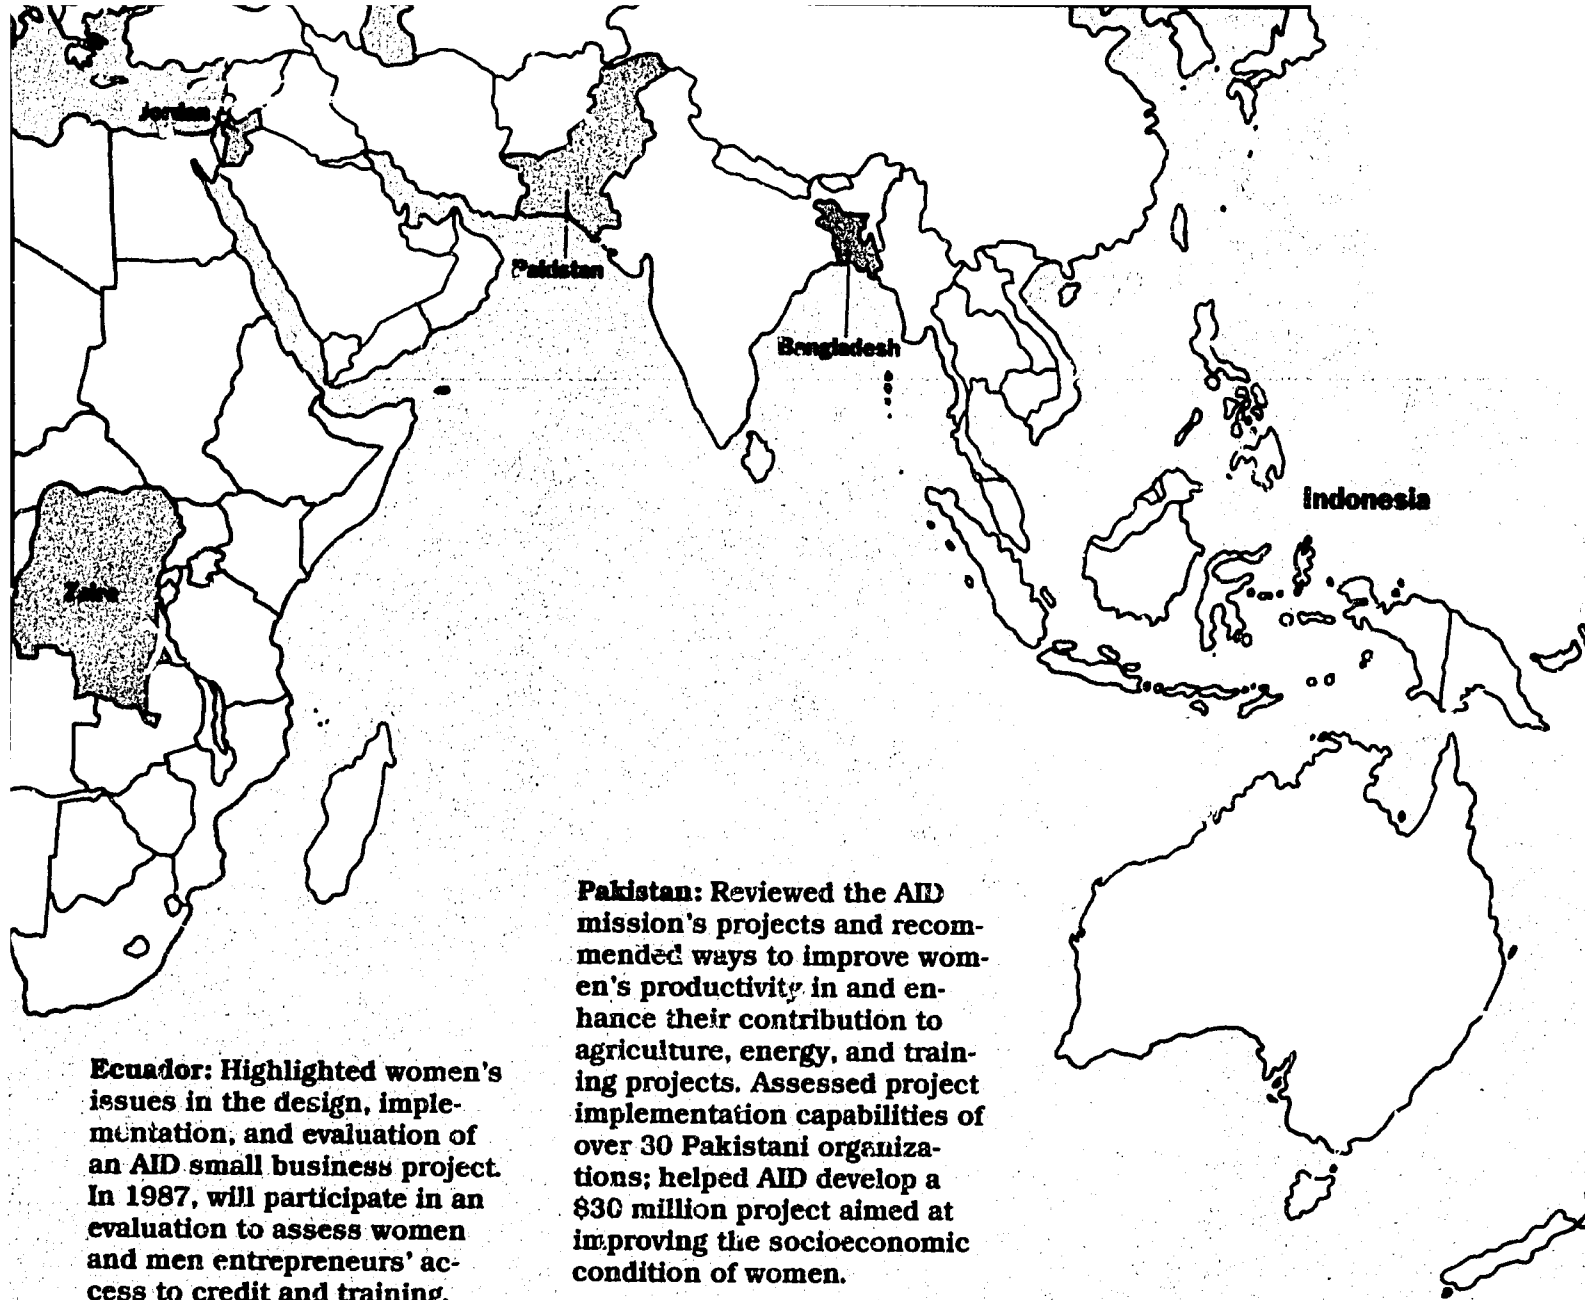 Jordan
Pakistan
Bangladesh
Indonesia
Zaire
Ecuador: Highlighted women's
issues in the design, imple-
mentation, and evaluation of
an AID small business project.
In 1987, will participate in an
evaluation to assess women
and men entrepreneurs' ac-
cess to credit and training.
Pakistan: Reviewed the AID
mission's projects and recom-
mended ways to improve wom-
en's productivity in and en-
hance their contribution to
agriculture, energy, and train-
ing projects. Assessed project
implementation capabilities of
over 30 Pakistani organiza-
tions; helped AID develop a
$30 million project aimed at
improving the socioeconomic
condition of women.